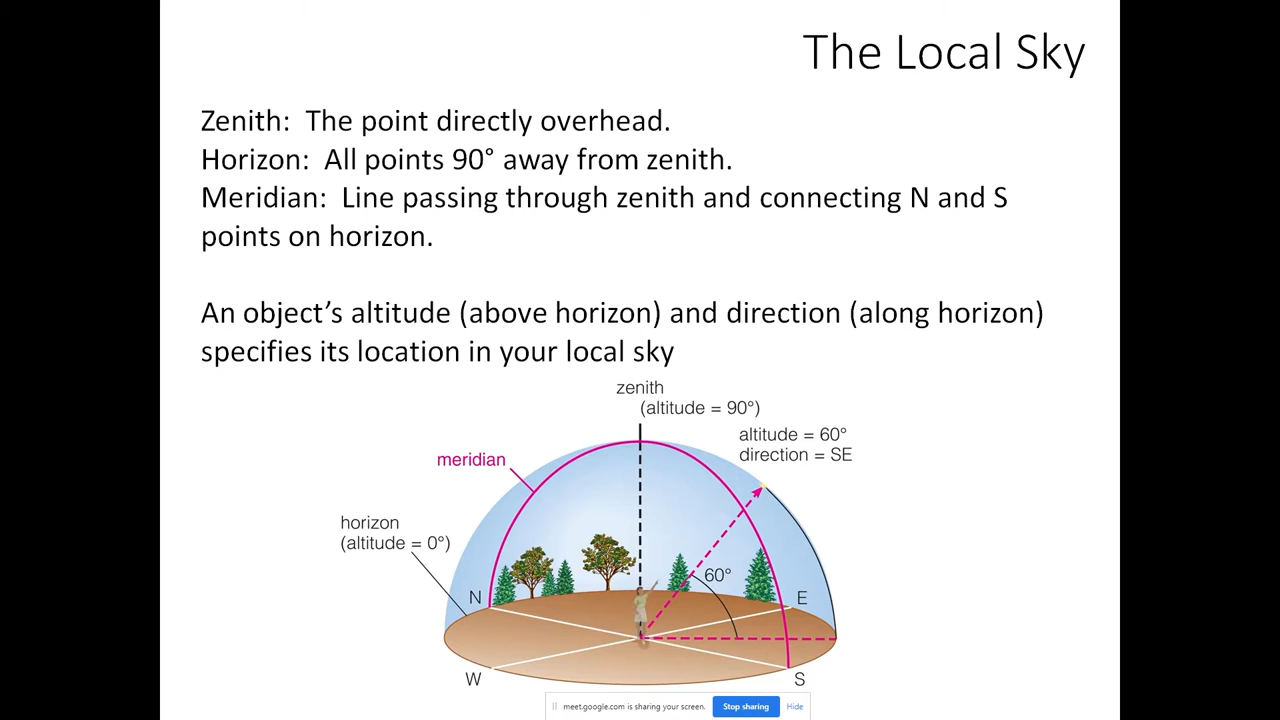 The Local Sky
Zenith:  The point directly overhead.
Horizon:  All points 90° away from zenith.
Meridian:  Line passing through zenith and connecting N and S
points on horizon.
An object’s altitude (above horizon) and direction (along horizon)
specifies its location in your local sky
zenith
(altitude = 90°)
altitude = 60°
direction = SE
meridian
horizon
(altitude = 0°)
60°
N
E
W
S
meet.google.com is sharing your screen.
Stop sharing
Hide